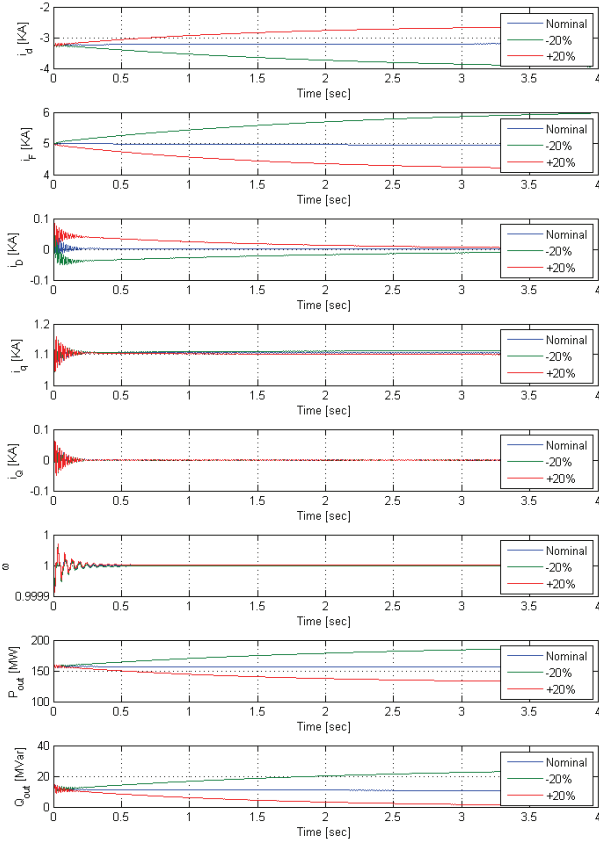 i_d [KA]
-2
-3
-4
0 0.5 1 1.5 2 2.5 3 3.5 4
Time [sec]
Nominal
-20%
+20%
i_F [KA]
6
5
4
0 0.5 1 1.5 2 2.5 3 3.5 4
Time [sec]
Nominal
-20%
+20%
i_D [KA]
0.1
0
-0.1
0 0.5 1 1.5 2 2.5 3 3.5 4
Time [sec]
Nominal
-20%
+20%
i_q [KA]
1.2
1.1
1
0 0.5 1 1.5 2 2.5 3 3.5 4
Time [sec]
Nominal
-20%
+20%
i_Q [KA]
0.1
0
-0.1
0 0.5 1 1.5 2 2.5 3 3.5 4
Time [sec]
Nominal
-20%
+20%
ω
1
1
0.9999
0 0.5 1 1.5 2 2.5 3 3.5 4
Time [sec]
Nominal
-20%
+20%
P_out [MW]
200
150
100
0 0.5 1 1.5 2 2.5 3 3.5 4
Time [sec]
Nominal
-20%
+20%
Q_out [MVar]
40
20
0
0 0.5 1 1.5 2 2.5 3 3.5 4
Time [sec]
Nominal
-20%
+20%